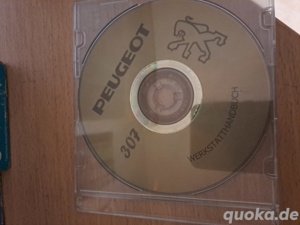 PEUGEOT
307
WERKSTATTHANDBUCH
quoka.de